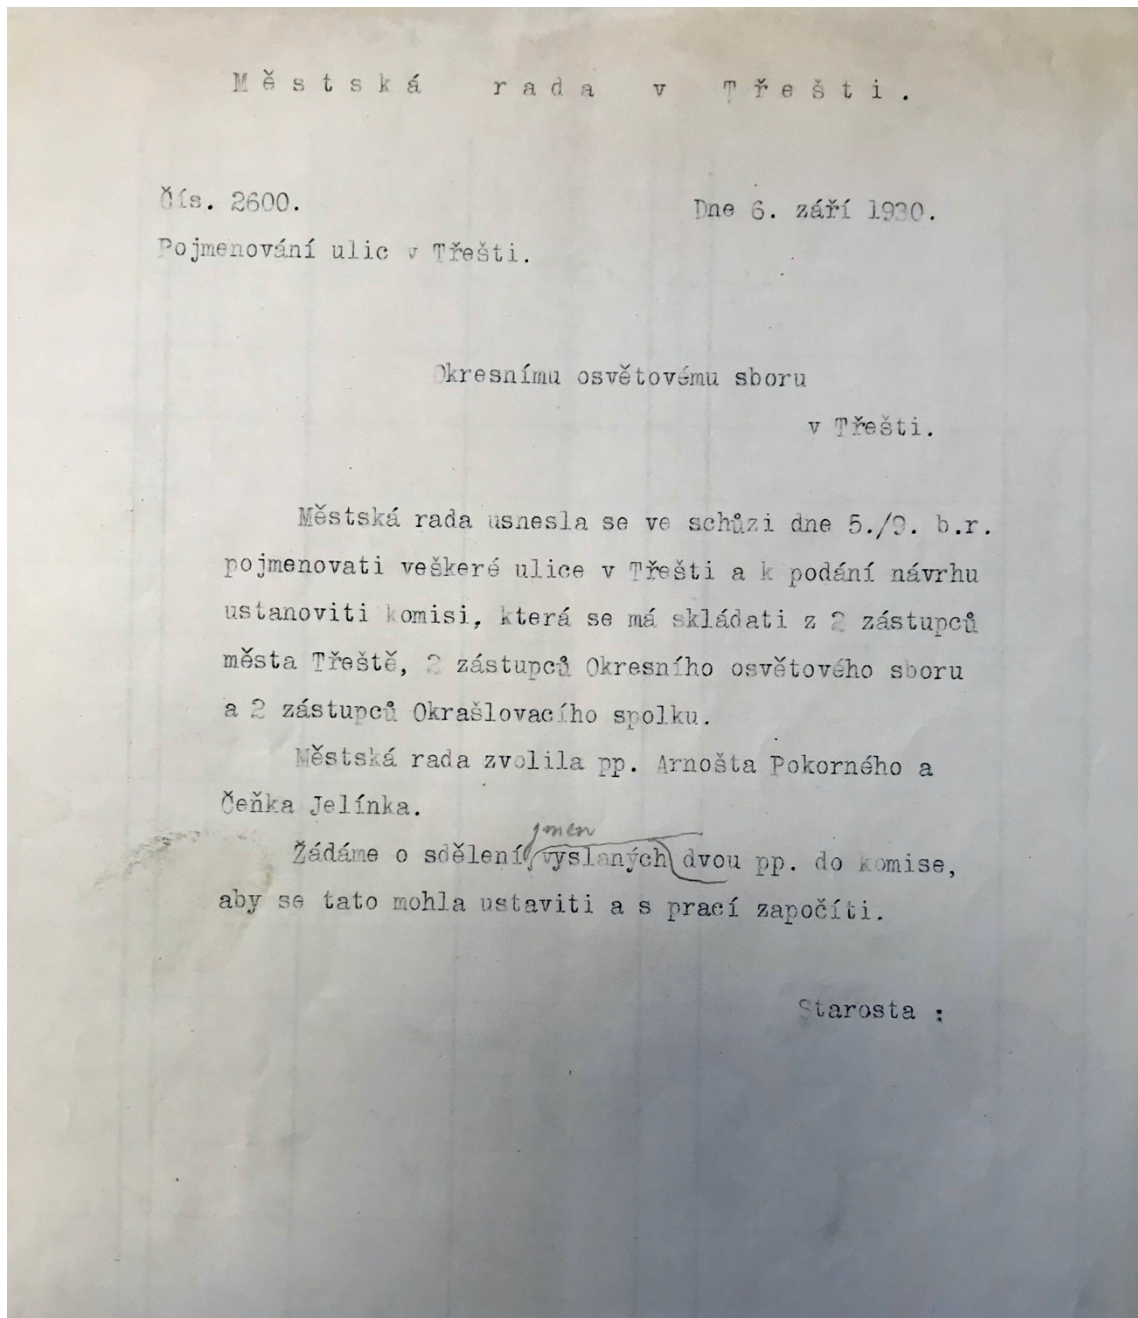 Městská rada v Třešti.
Čís. 2600.
Dne 6. září 1930.
Pojmenování ulic v Třešti.
Okresnímu osvětovému sboru
v Třešti.
Městská rada usnesla se ve schůzi dne 5./9. b.r.
pojmenovati veškeré ulice v Třešti a k podání návrhu
ustanoviti komisi, která se má skládati z 2 zástupců
města Třeště, 2 zástupců Okresního osvětového sboru
a 2 zástupců Okrašlovacího spolku.
Městská rada zvolila pp. Arnošta Pokorného a
Čeňka Jelínka.
jmen
Žádáme o sdělení vyslaných dvou pp. do komise,
aby se tato mohla ustaviti a s prací započíti.
Starosta :